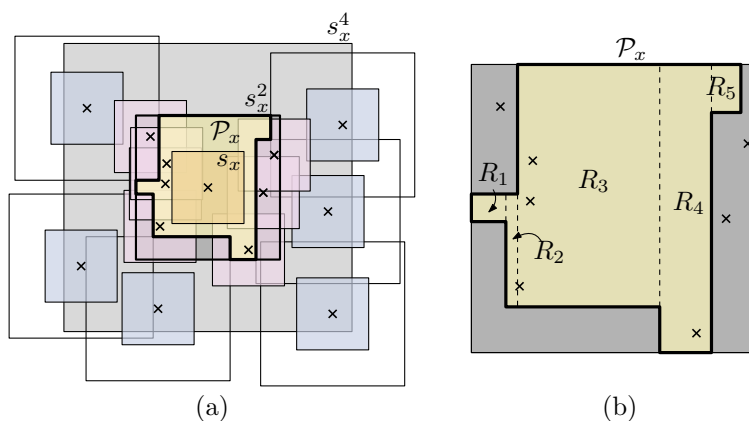 s_x^4
s_x^2
𝒫_x
s_x
(a)
𝒫_x
R_5
R_1
R_3
R_4
R_2
(b)